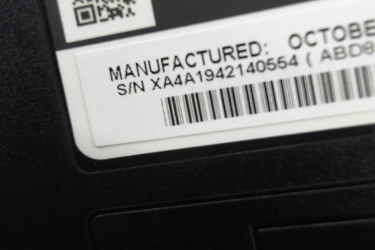 MANUFACTURED: OCTOBE
S/N XA4A1942140554 ( ABD8